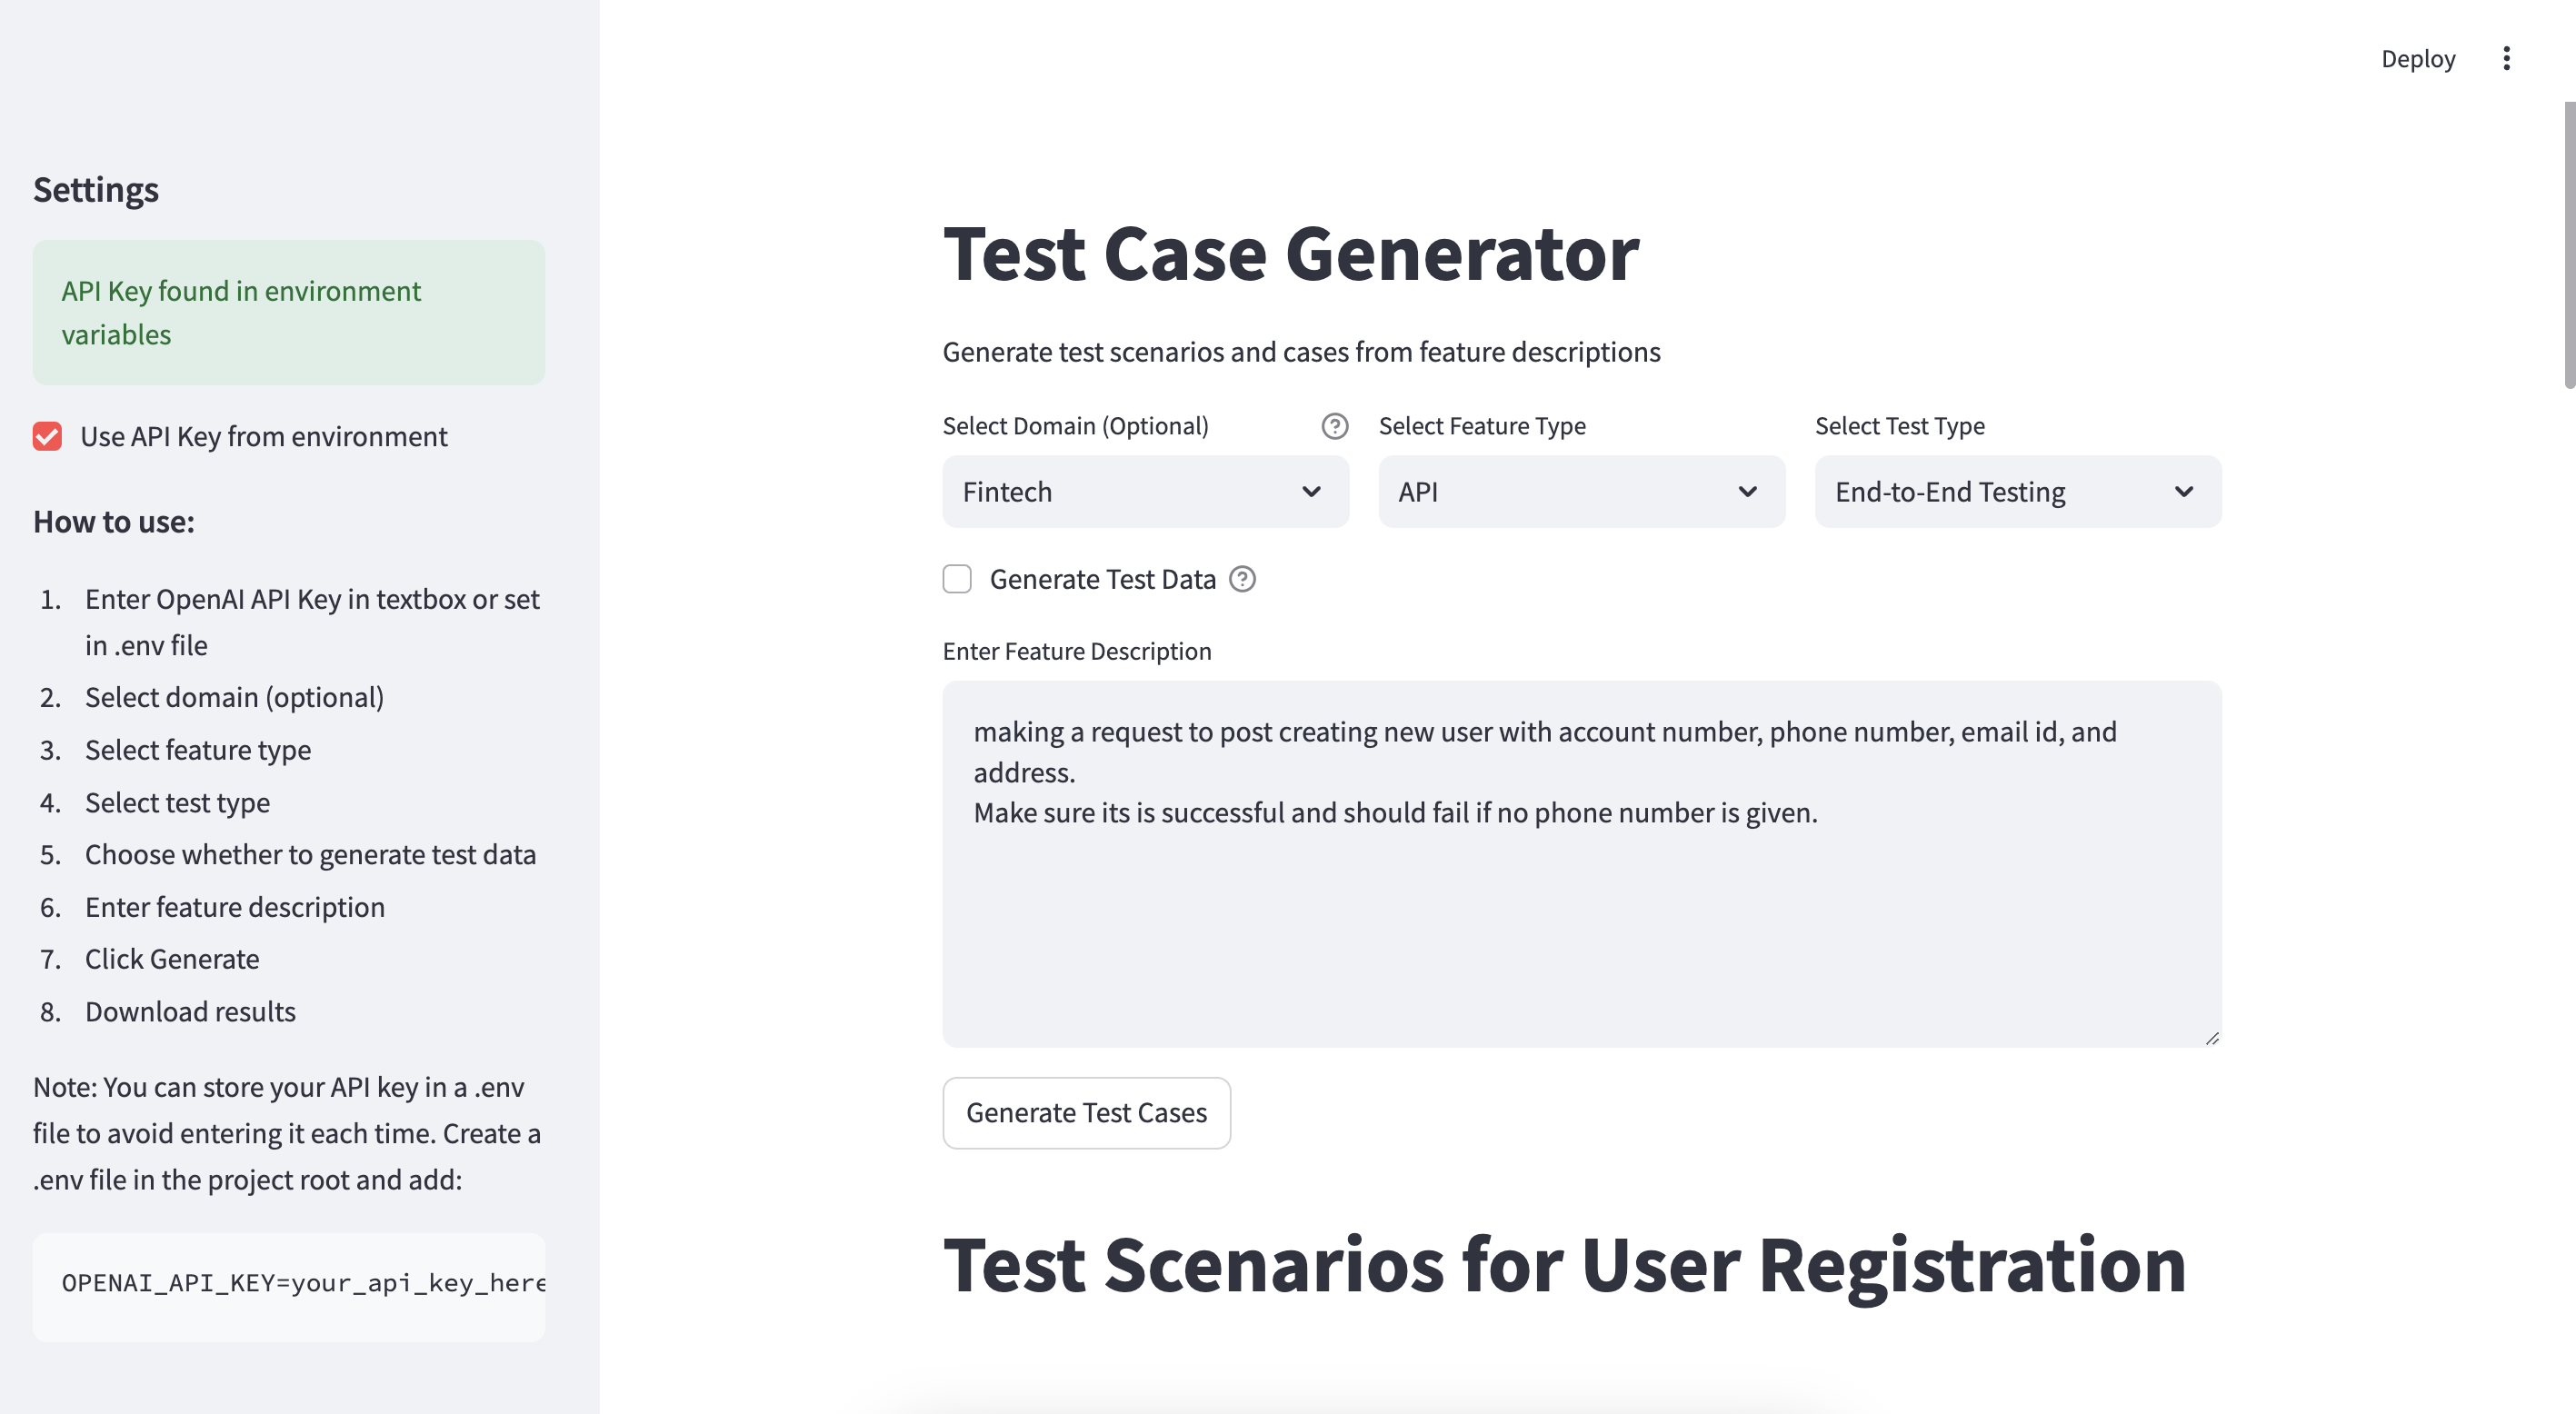 Deploy
Settings
API Key found in environment
variables
Use API Key from environment
How to use:
1. Enter OpenAI API Key in textbox or set
in .env file
2. Select domain (optional)
3. Select feature type
4. Select test type
5. Choose whether to generate test data
6. Enter feature description
7. Click Generate
8. Download results
Note: You can store your API key in a .env
file to avoid entering it each time. Create a
.env file in the project root and add:
OPENAI_API_KEY=your_api_key_here
Test Case Generator
Generate test scenarios and cases from feature descriptions
Select Domain (Optional)
Fintech
Select Feature Type
API
Select Test Type
End-to-End Testing
Generate Test Data
Enter Feature Description
making a request to post creating new user with account number, phone number, email id, and
address.
Make sure its is successful and should fail if no phone number is given.
Generate Test Cases
Test Scenarios for User Registration